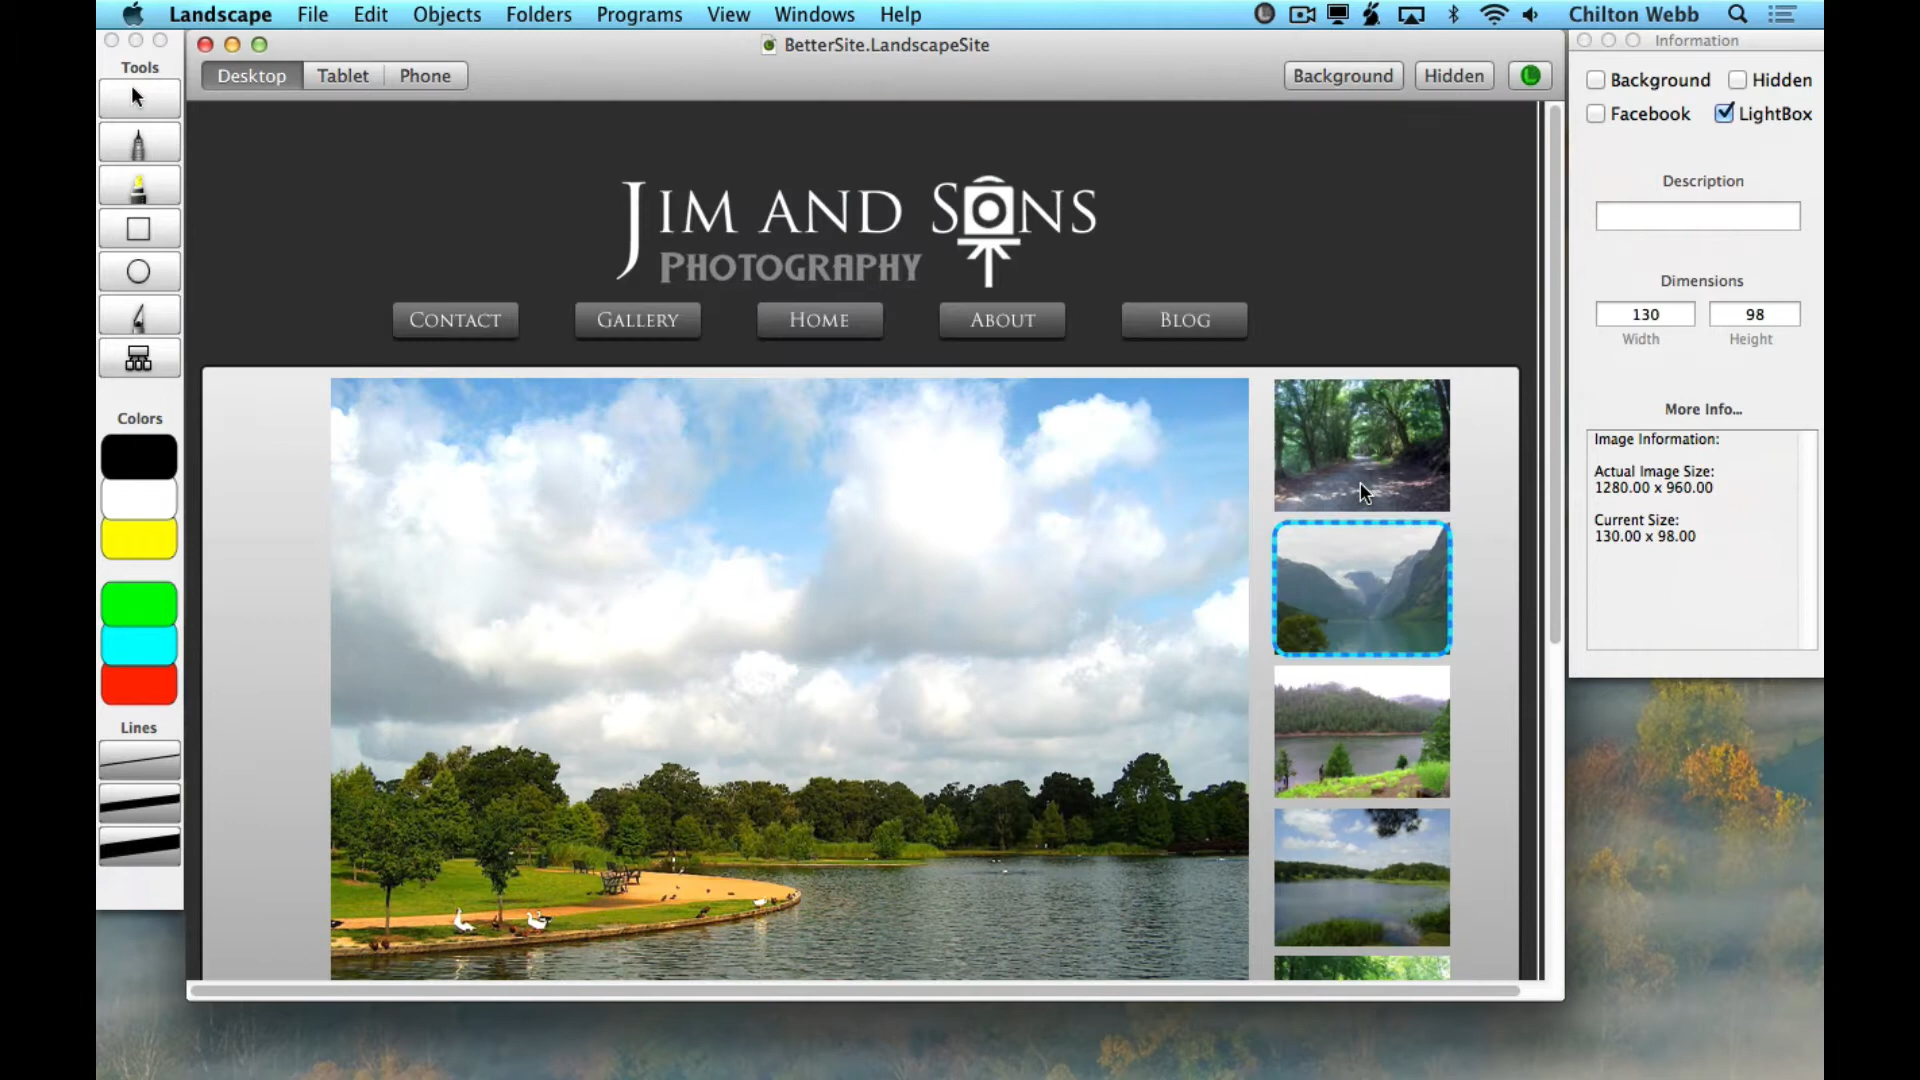 Landscape File Edit Objects Folders Programs View Windows Help Chilton Webb
BetterSite.LandscapeSite
Information
Tools
Desktop Tablet Phone Background Hidden
Background Hidden
Facebook LightBox
Description
JIM AND SONS
PHOTOGRAPHY
Dimensions
130 98
Width Height
CONTACT GALLERY HOME ABOUT BLOG
More Info...
Colors
Image Information:
Actual Image Size:
1280.00 x 960.00
Current Size:
130.00 x 98.00
Lines